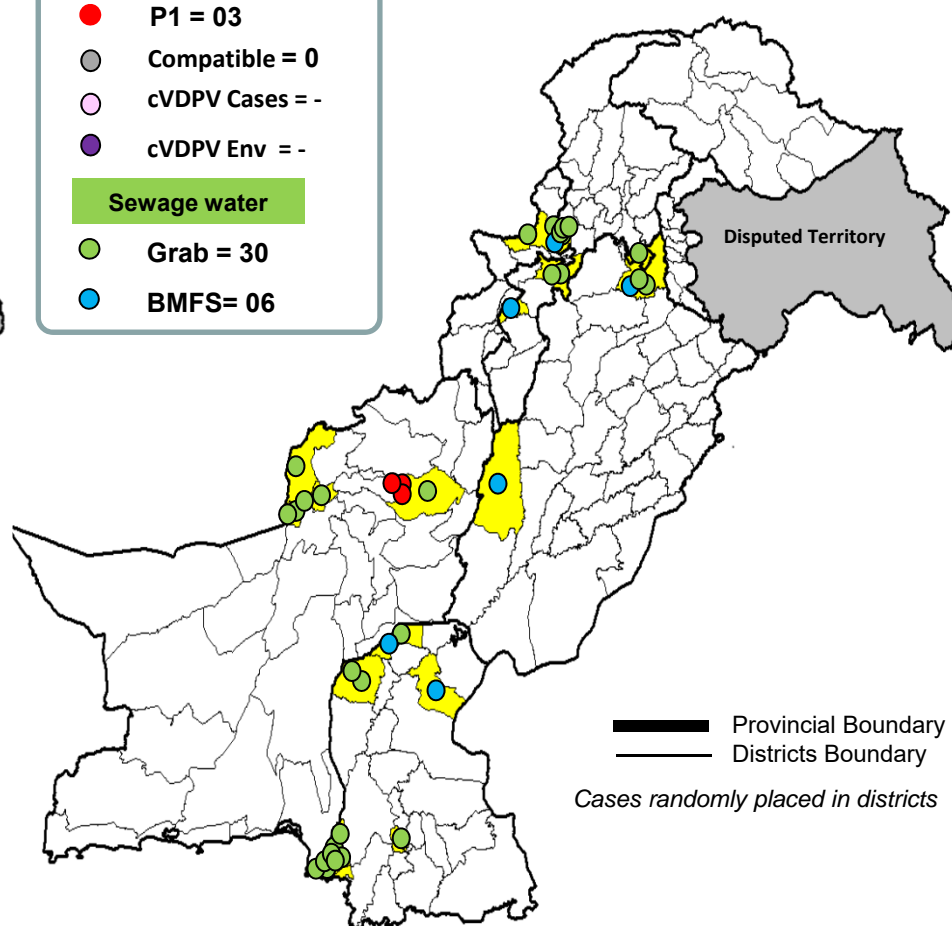 P1 = 03
Compatible = 0
cVDPV Cases = -
cVDPV Env = -
Sewage water
Grab = 30
BMFS= 06
Disputed Territory
Provincial Boundary
Districts Boundary
Cases randomly placed in districts